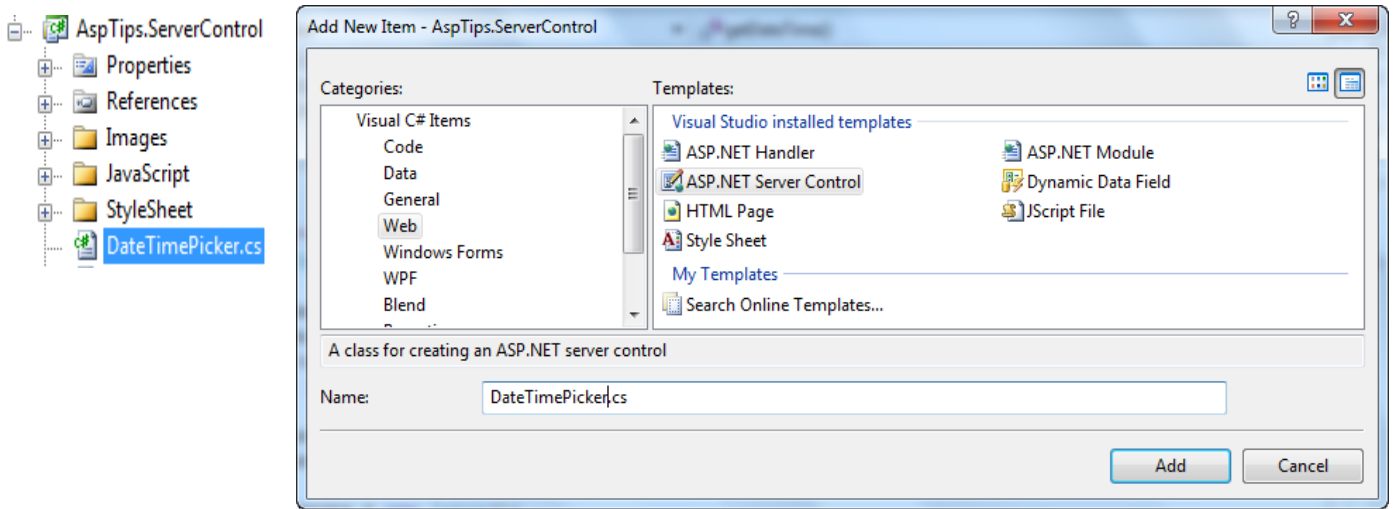 AspTips.ServerControl
Properties
References
Images
JavaScript
StyleSheet
DateTimePicker.cs
Add New Item - AspTips.ServerControl
Categories:
Visual C# Items
Code
Data
General
Web
Windows Forms
WPF
Blend
Templates:
Visual Studio installed templates
ASP.NET Handler
ASP.NET Module
ASP.NET Server Control
Dynamic Data Field
HTML Page
JScript File
Style Sheet
My Templates
Search Online Templates...
A class for creating an ASP.NET server control
Name:
DateTimePicker.cs
Add
Cancel